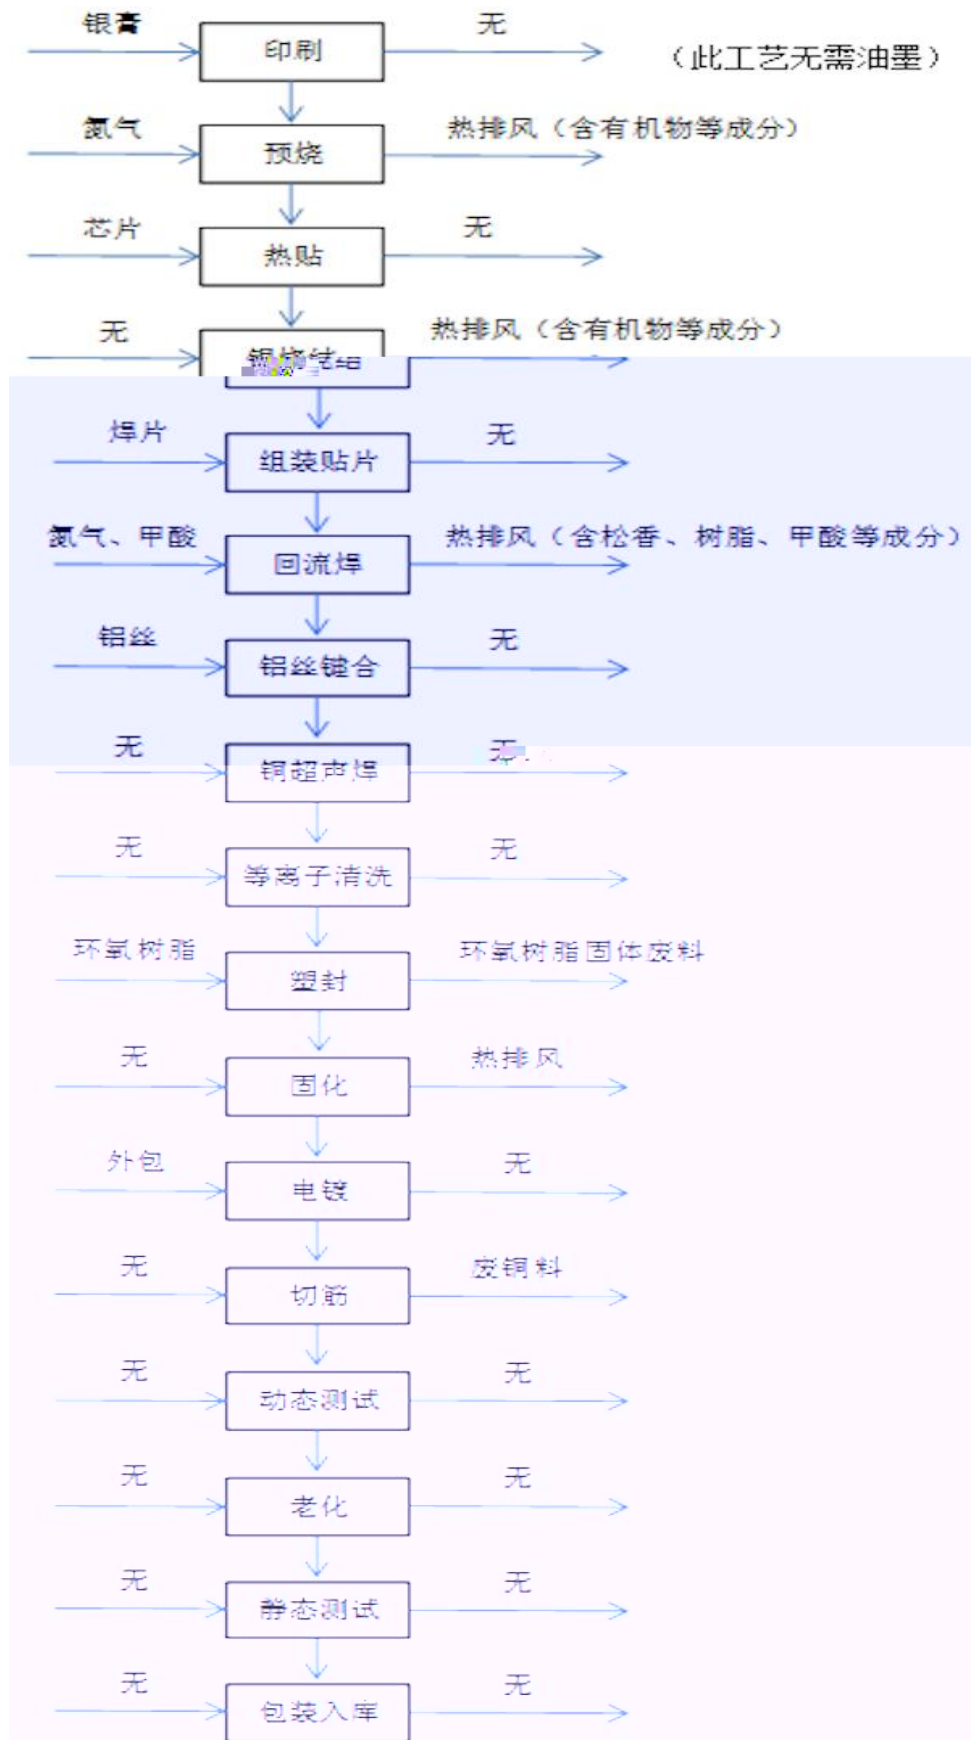 银膏 印刷 无 （此工艺无需油墨）
氮气 预烧 热排风（含有机物等成分）
芯片 热贴 无
无 银烧结 热排风（含有机物等成分）
焊片 组装贴片 无
氮气、甲酸 回流焊 热排风（含松香、树脂、甲酸等成分）
铝丝 铝丝键合 无
无 铜超声焊 无
无 等离子清洗 无
环氧树脂 塑封 环氧树脂固体废料
无 固化 热排风
外包 电镀 无
无 切筋 废铜料
无 动态测试 无
无 老化 无
无 静态测试 无
无 包装入库 无